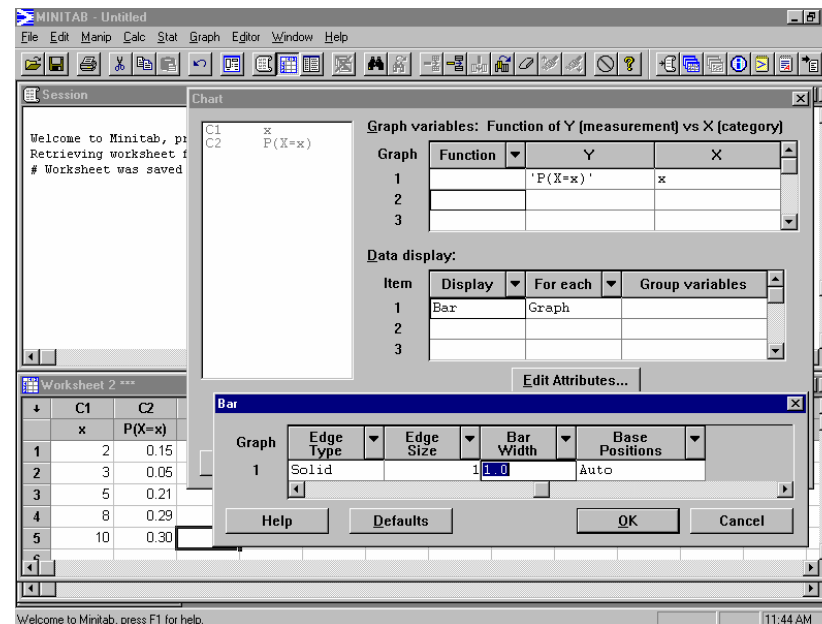 MINITAB - Untitled
File Edit Manip Calc Stat Graph Editor Window Help
Session
Welcome to Minitab, pr
Retrieving worksheet f
# Worksheet was saved
Chart
C1 x
C2 P(X=x)
Graph variables: Function of Y (measurement) vs X (category)
Graph Function Y X
1 'P(X=x)' x
2
3
Data display:
Item Display For each Group variables
1 Bar Graph
2
3
Edit Attributes...
Worksheet 2 ***
C1 C2
x P(X=x)
1 2 0.15
2 3 0.05
3 5 0.21
4 8 0.29
5 10 0.30
Bar
Graph Edge Type Edge Size Bar Width Base Positions
1 Solid 1 1.0 Auto
Help Defaults OK Cancel
Welcome to Minitab, press F1 for help. 11:44 AM